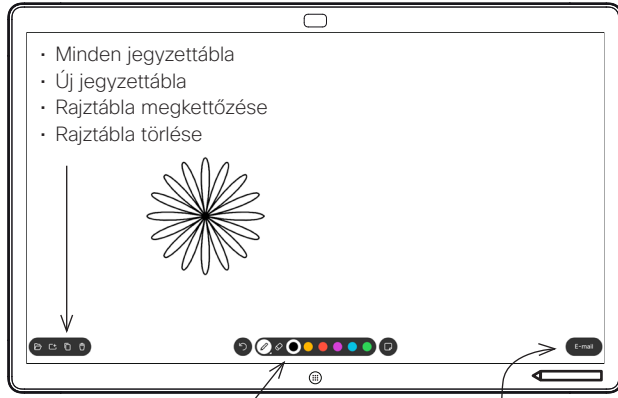 · Minden jegyzettábla
· Új jegyzettábla
· Rajztábla megkettőzése
· Rajztábla törlése
E-mail